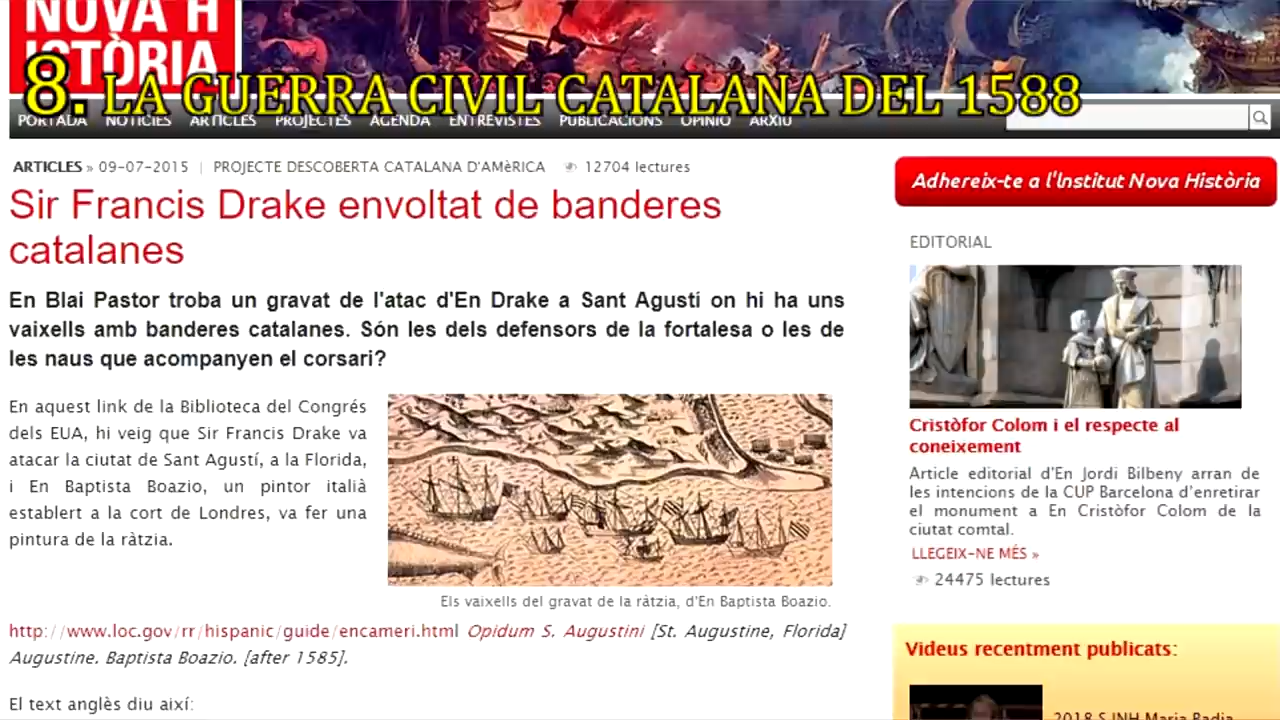 NOVA H
ISTÒRIA
8. LA GUERRA CIVIL CATALANA DEL 1588
PORTADA NOTÍCIES ARTICLES PROJECTES AGENDA ENTREVISTES PUBLICACIONS OPINIÓ ARXIU
ARTICLES » 09-07-2015 | PROJECTE DESCOBERTA CATALANA D'AMèRICA 12704 lectures
Sir Francis Drake envoltat de banderes
catalanes
En Blai Pastor troba un gravat de l'atac d'En Drake a Sant Agustí on hi ha uns
vaixells amb banderes catalanes. Són les dels defensors de la fortalesa o les de
les naus que acompanyen el corsari?
En aquest link de la Biblioteca del Congrés
dels EUA, hi veig que Sir Francis Drake va
atacar la ciutat de Sant Agustí, a la Florida,
i En Baptista Boazio, un pintor italià
establert a la cort de Londres, va fer una
pintura de la ràtzia.
Els vaixells del gravat de la ràtzia, d'En Baptista Boazio.
http://www.loc.gov/rr/hispanic/guide/encameri.html Opidum S. Augustini [St. Augustine, Florida]
Augustine. Baptista Boazio. [after 1585].
El text anglès diu així:
Adhereix-te a l'Institut Nova Història
EDITORIAL
Cristòfor Colom i el respecte al
coneixement
Article editorial d'En Jordi Bilbeny arran de
les intencions de la CUP Barcelona d'enretirar
el monument a En Cristòfor Colom de la
ciutat comtal.
LLEGEIX-NE MÉS »
24475 lectures
Videus recentment publicats:
2018 S INH Maria Badia